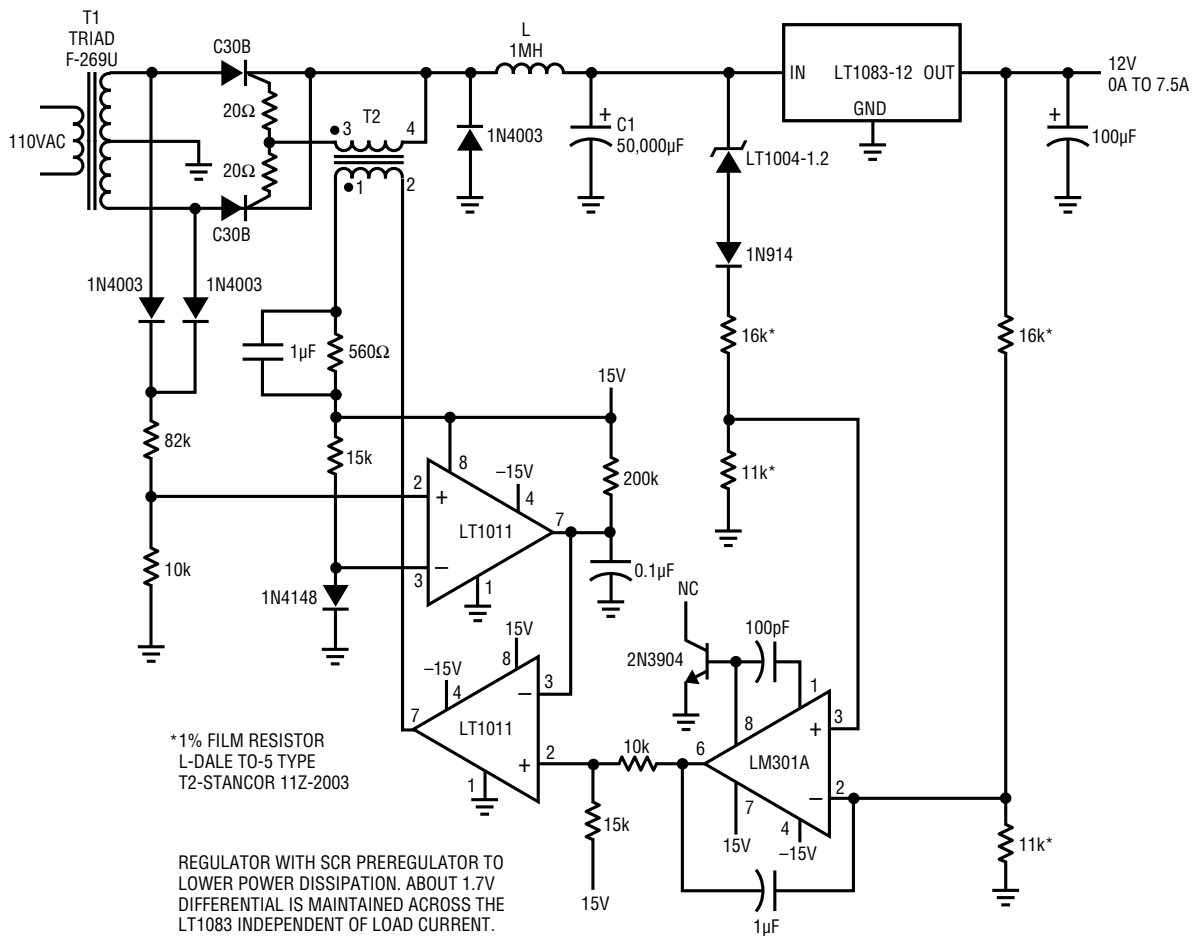 T1
TRIAD
F-269U
C30B
L
1MH
LT1083-12
IN
OUT
GND
12V
0A TO 7.5A
110VAC
20Ω
20Ω
T2
3
4
1
2
1N4003
+
C1
50,000µF
LT1004-1.2
+
100µF
C30B
1N4003
1N4003
1N914
16k*
16k*
1µF
560Ω
15V
82k
15k
200k
11k*
8
–15V
4
2
+
LT1011
7
–
3
1
0.1µF
10k
1N4148
NC
100pF
2N3904
15V
8
–15V
4
–
3
7
LT1011
+
2
1
10k
6
8
1
+
3
LM301A
–
2
7
4
15V
–15V
15k
15V
1µF
11k*
*1% FILM RESISTOR
L-DALE TO-5 TYPE
T2-STANCOR 11Z-2003
REGULATOR WITH SCR PREREGULATOR TO
LOWER POWER DISSIPATION. ABOUT 1.7V
DIFFERENTIAL IS MAINTAINED ACROSS THE
LT1083 INDEPENDENT OF LOAD CURRENT.